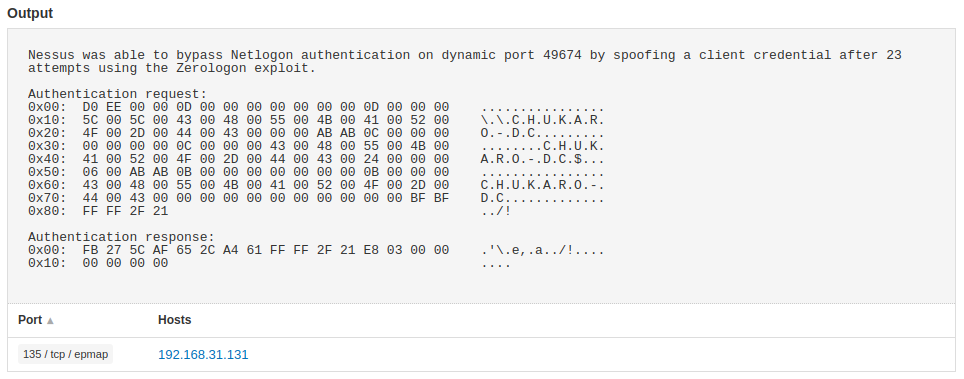 Output
Nessus was able to bypass Netlogon authentication on dynamic port 49674 by spoofing a client credential after 23
attempts using the Zerologon exploit.
Authentication request:
0x00:  D0 EE 00 00 0D 00 00 00 00 00 00 00 0D 00 00 00    ................
0x10:  5C 00 5C 00 43 00 48 00 55 00 4B 00 41 00 52 00    \.\.C.H.U.K.A.R.
0x20:  4F 00 2D 00 44 00 43 00 00 00 AB AB 0C 00 00 00    O.-.D.C.........
0x30:  00 00 00 00 0C 00 00 00 43 00 48 00 55 00 4B 00    ........C.H.U.K.
0x40:  41 00 52 00 4F 00 2D 00 44 00 43 00 24 00 00 00    A.R.O.-.D.C.$...
0x50:  06 00 AB AB 0B 00 00 00 00 00 00 00 0B 00 00 00    ................
0x60:  43 00 48 00 55 00 4B 00 41 00 52 00 4F 00 2D 00    C.H.U.K.A.R.O.-.
0x70:  44 00 43 00 00 00 00 00 00 00 00 00 00 00 BF BF    D.C.............
0x80:  FF FF 2F 21    ../!
Authentication response:
0x00:  FB 27 5C AF 65 2C A4 61 FF FF 2F 21 E8 03 00 00    .'\.e,.a../!....
0x10:  00 00 00 00    ....
Port ▲ Hosts
135 / tcp / epmap 192.168.31.131